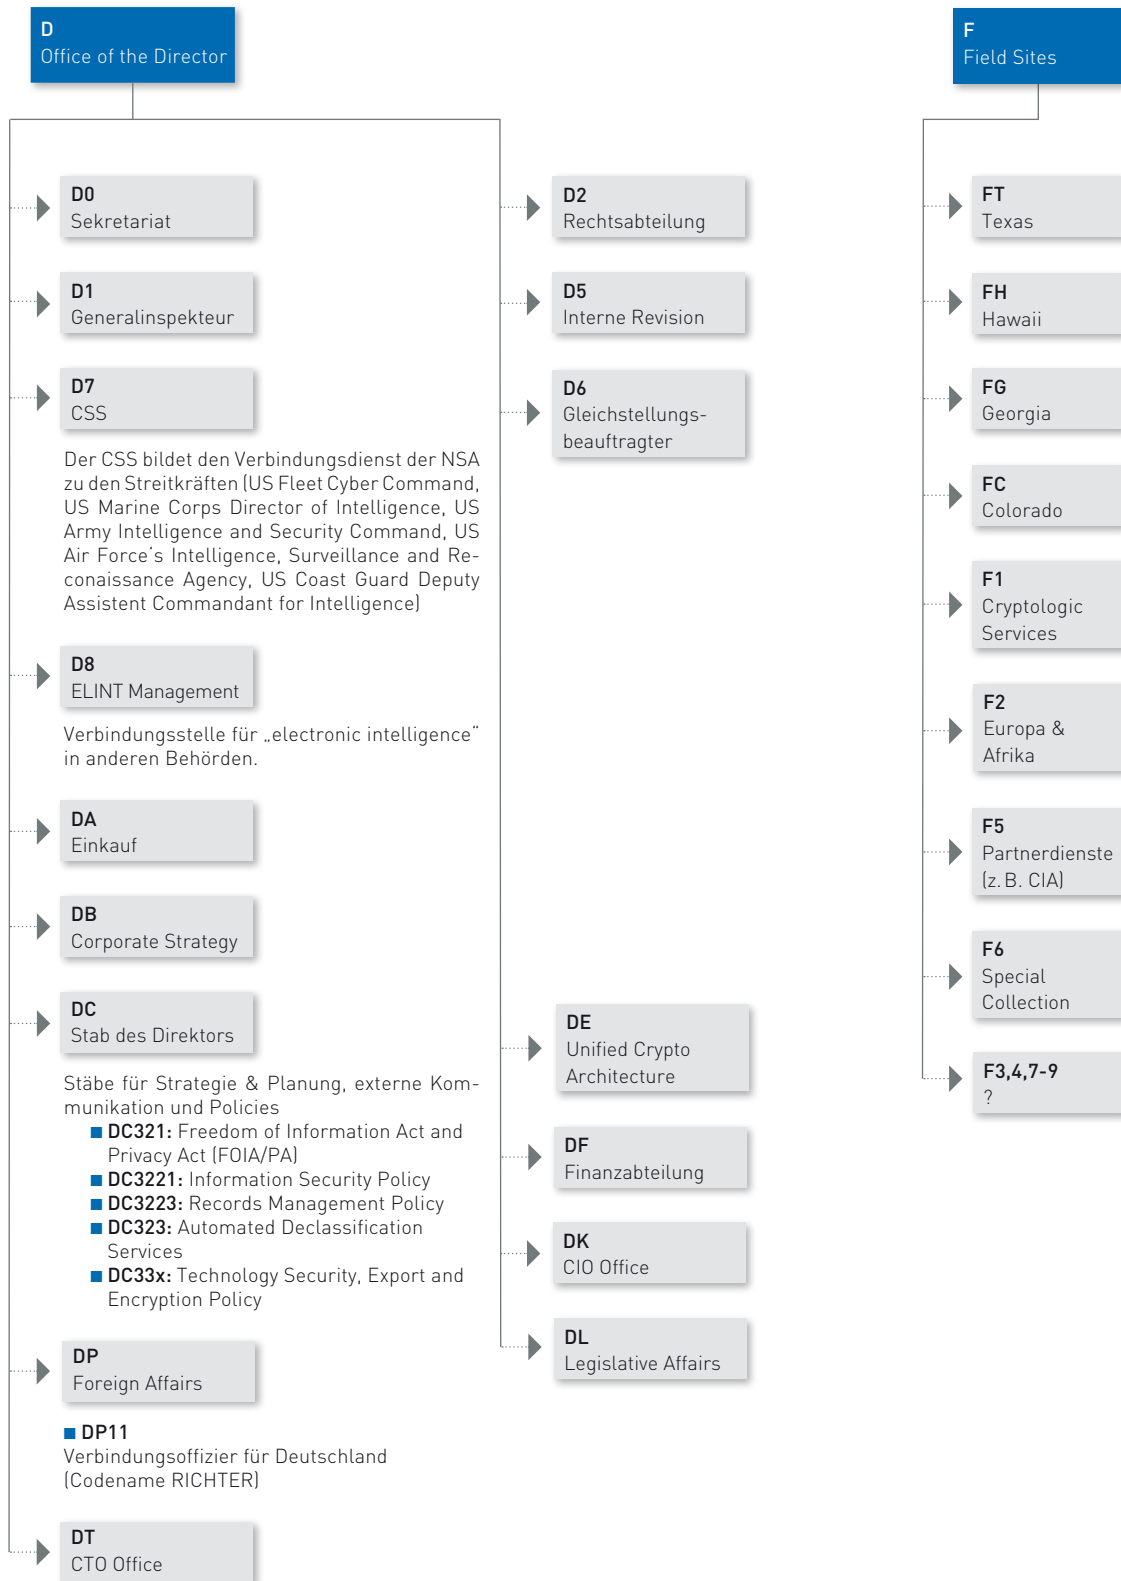 D
Office of the Director
D0
Sekretariat
D1
Generalinspekteur
D7
CSS
Der CSS bildet den Verbindungsdienst der NSA
zu den Streitkräften (US Fleet Cyber Command,
US Marine Corps Director of Intelligence, US
Army Intelligence and Security Command, US
Air Force's Intelligence, Surveillance and Re-
conaissance Agency, US Coast Guard Deputy
Assistent Commandant for Intelligence)
D8
ELINT Management
Verbindungsstelle für „electronic intelligence“
in anderen Behörden.
DA
Einkauf
DB
Corporate Strategy
DC
Stab des Direktors
Stäbe für Strategie & Planung, externe Kom-
munikation und Policies
■ DC321: Freedom of Information Act and
Privacy Act (FOIA/PA)
■ DC3221: Information Security Policy
■ DC3223: Records Management Policy
■ DC323: Automated Declassification
Services
■ DC33x: Technology Security, Export and
Encryption Policy
DP
Foreign Affairs
■ DP11
Verbindungsoffizier für Deutschland
(Codename RICHTER)
DT
CTO Office
D2
Rechtsabteilung
D5
Interne Revision
D6
Gleichstellungs-
beauftragter
DE
Unified Crypto
Architecture
DF
Finanzabteilung
DK
CIO Office
DL
Legislative Affairs
F
Field Sites
FT
Texas
FH
Hawaii
FG
Georgia
FC
Colorado
F1
Cryptologic
Services
F2
Europa &
Afrika
F5
Partnerdienste
(z. B. CIA)
F6
Special
Collection
F3,4,7-9
?